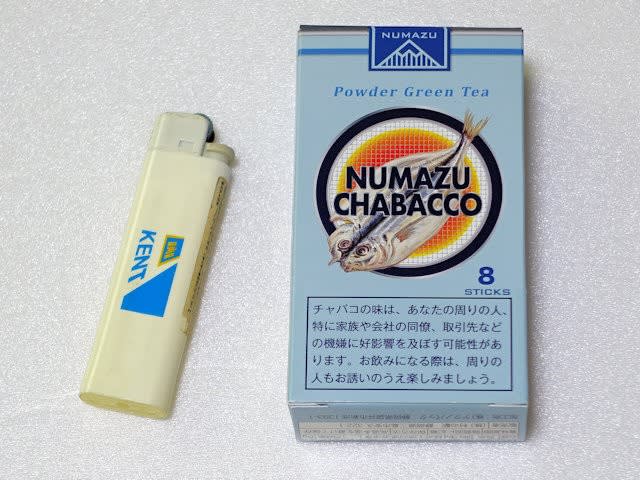 NUMAZU
Powder Green Tea
NUMAZU
CHABACCO
8
STICKS
チャバコの味は、あなたの周りの人、
特に家族や会社の同僚、取引先など
の機嫌に好影響を及ぼす可能性があ
ります。お飲みになる際は、周りの
人もお誘いのうえ楽しみましょう。
KENT